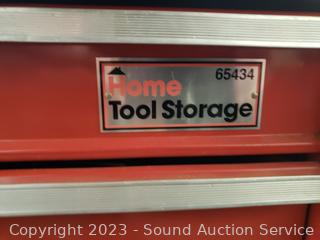 65434
Home
Tool Storage
Copyright 2023 - Sound Auction Service